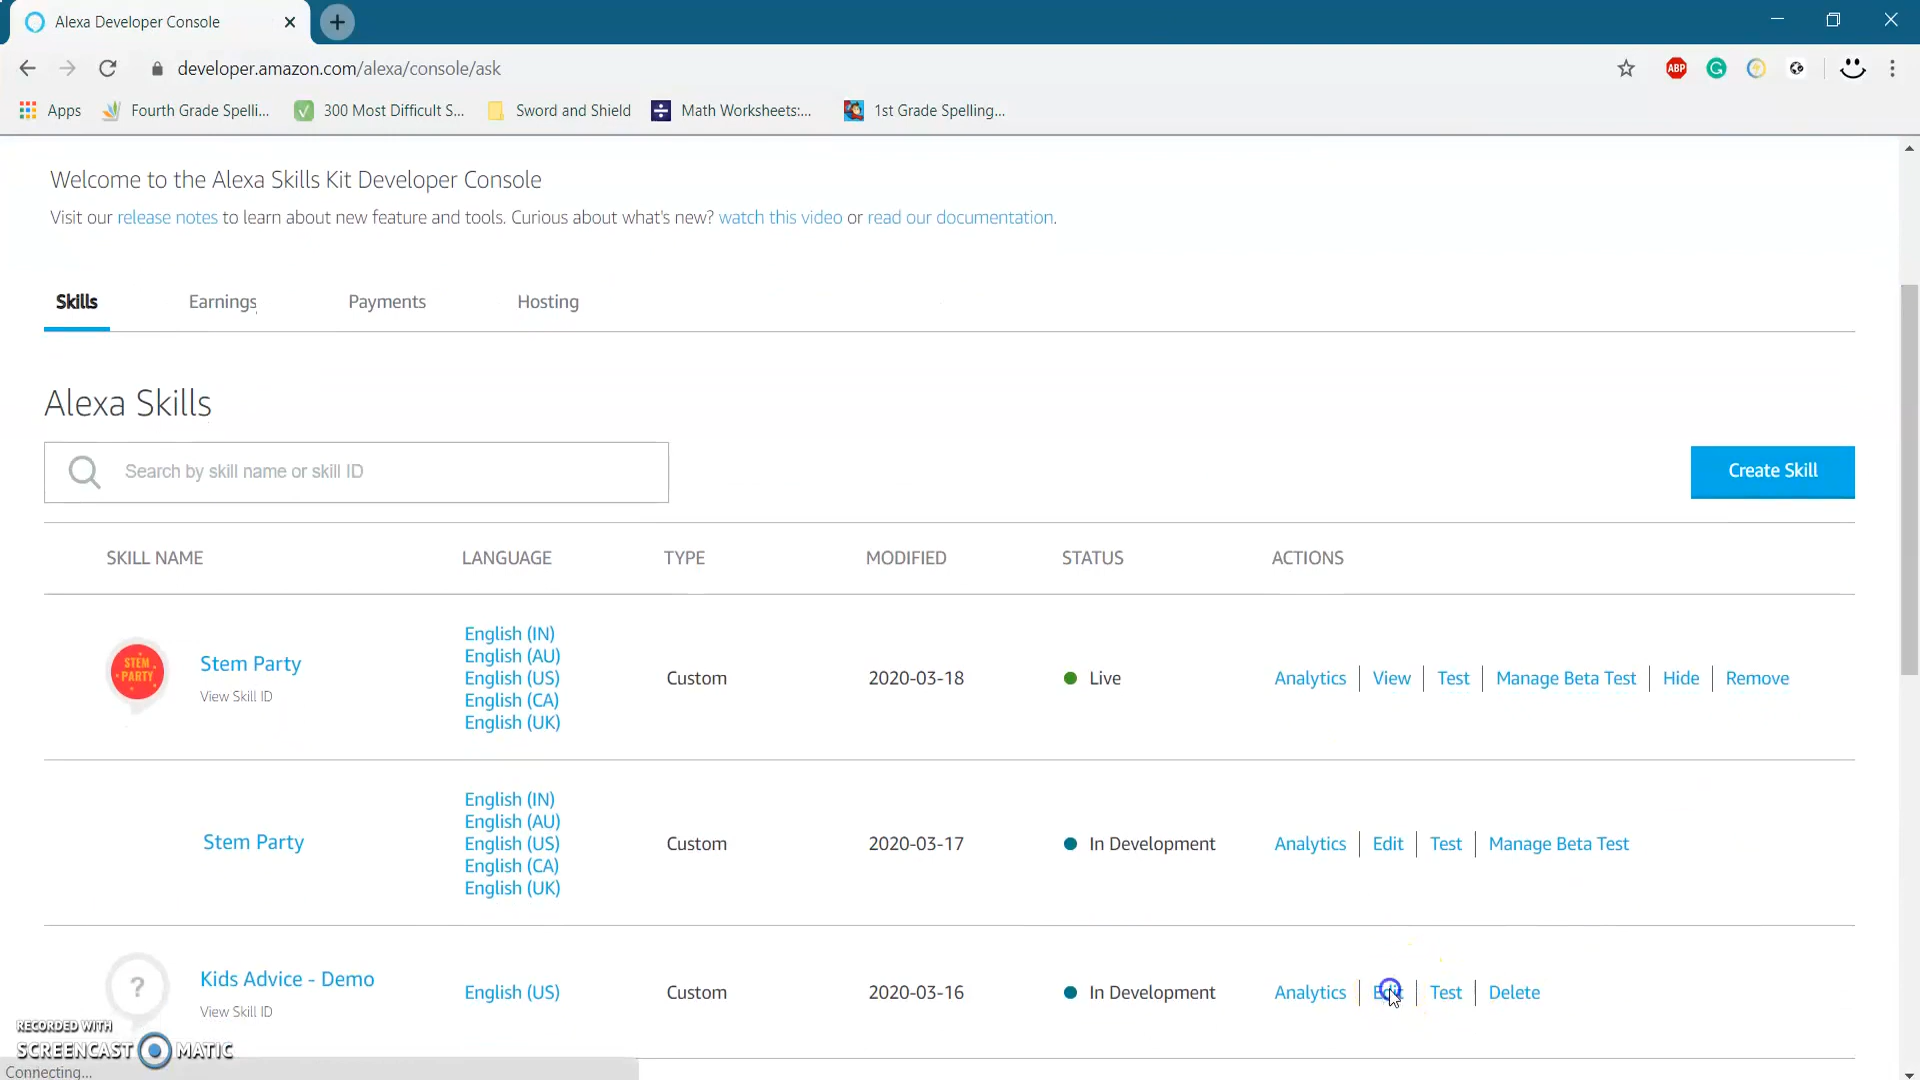 Alexa Developer Console
developer.amazon.com/alexa/console/ask
ABP
Apps
Fourth Grade Spelli...
300 Most Difficult S...
Sword and Shield
Math Worksheets:...
1st Grade Spelling...
Welcome to the Alexa Skills Kit Developer Console
Visit our release notes to learn about new feature and tools. Curious about what's new? watch this video or read our documentation.
Skills Earnings Payments Hosting
Alexa Skills
Search by skill name or skill ID
Create Skill
SKILL NAME LANGUAGE TYPE MODIFIED STATUS ACTIONS
STEM
PARTY
Stem Party
View Skill ID
English (IN)
English (AU)
English (US)
English (CA)
English (UK)
Custom 2020-03-18 Live Analytics View Test Manage Beta Test Hide Remove
Stem Party
English (IN)
English (AU)
English (US)
English (CA)
English (UK)
Custom 2020-03-17 In Development Analytics Edit Test Manage Beta Test
?
Kids Advice - Demo
View Skill ID
English (US) Custom 2020-03-16 In Development Analytics Edit Test Delete
RECORDED WITH
SCREENCAST MATIC
Connecting...